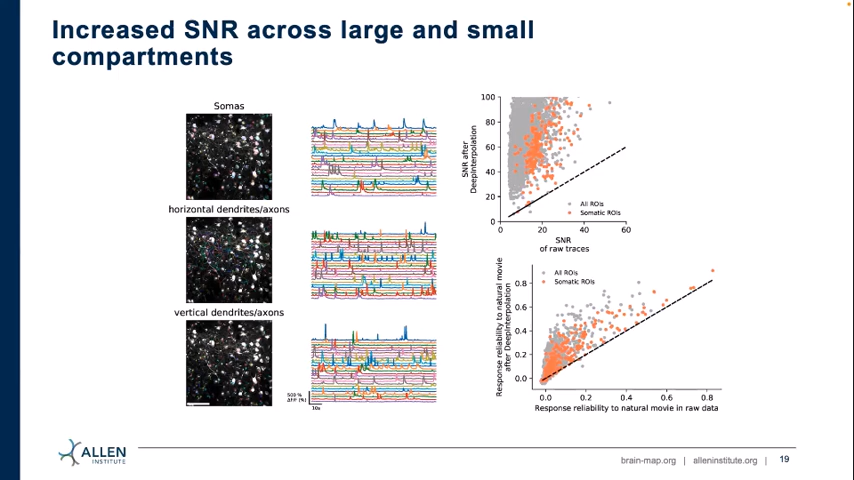 Increased SNR across large and small
compartments
Somas
horizontal dendrites/axons
vertical dendrites/axons
500 %
ΔF/F (%)
10s
100
80
60
40
20
0
SNR after
DeepInterpolation
All ROIs
Somatic ROIs
0 20 40 60
SNR
of raw traces
Response reliability to natural movie
after DeepInterpolation
0.8
0.6
0.4
0.2
0.0
All ROIs
Somatic ROIs
0.0 0.2 0.4 0.6 0.8
Response reliability to natural movie in raw data
ALLEN
INSTITUTE
brain-map.org | alleninstitute.org | 19